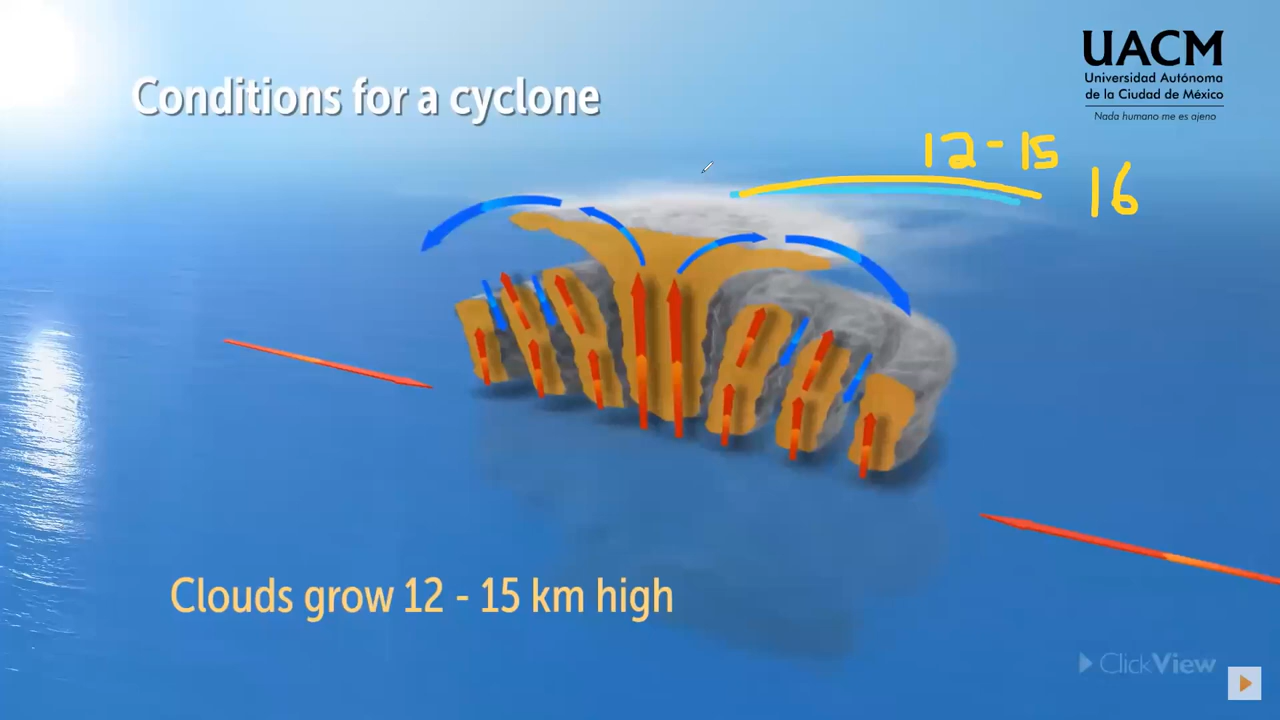 Conditions for a cyclone
UACM
Universidad Autónoma
de la Ciudad de México
Nada humano me es ajeno
12-15
16
Clouds grow 12 - 15 km high
ClickView